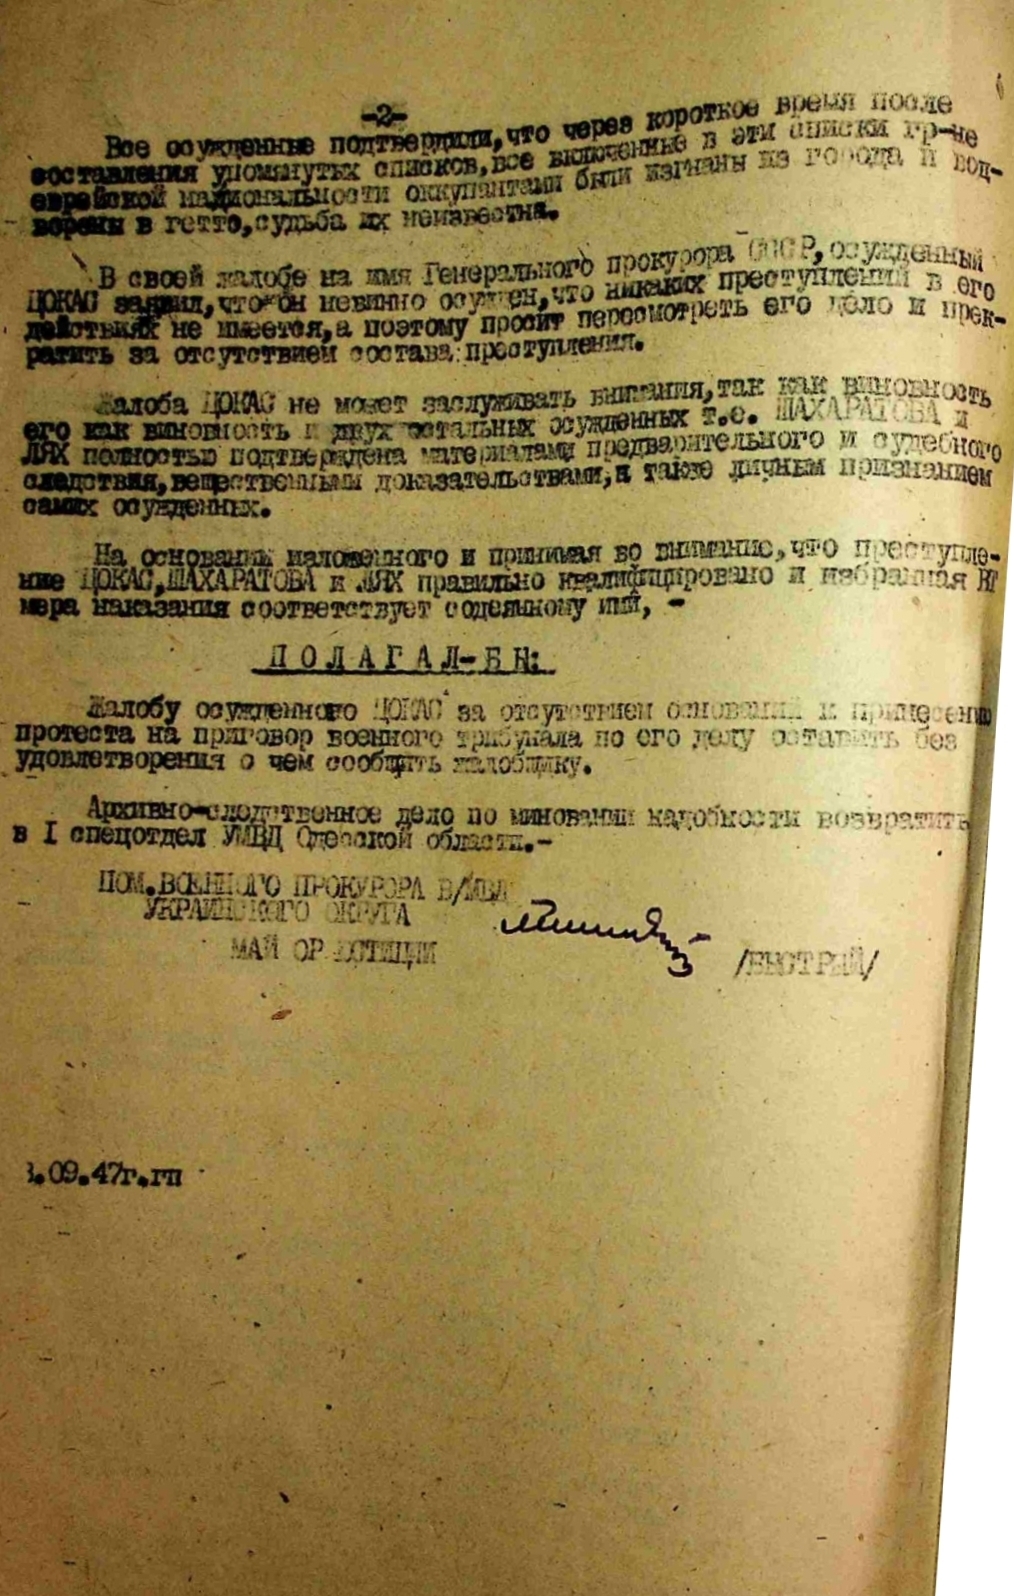 -2-
Все осужденные подтвердили, что через короткое время после
составления упомянутых списков, все включенные в эти списки гр-не
еврейской национальности оккупантами были изгнаны из города и вод-
ворены в гетто, судьба их неизвестна.
В своей жалобе на имя Генерального прокурора СССР, осужденный
ЦОКАС заявил, что он невинно осужден, что никаких преступлений в его
действиях не имеется, а поэтому просит пересмотреть его дело и прек-
ратить за отсутствием состава преступления.
Жалоба ЦОКАС не может заслуживать внимания, так как виновность
его как виновность и двух остальных осужденных т.е. ШАХАРАТОВА и
ЛЯХ полностью подтверждена материалами предварительного и судебного
следствия, вещественными доказательствами, а также личным признанием
самих осужденных.
На основании изложенного и принимая во внимание, что преступле-
ние ЦОКАС, ШАХАРАТОВА и ЛЯХ правильно квалифицировано и избранная ВТ
мера наказания соответствует содеянному ими, -
ПОЛАГАЛ-БЫ:
Жалобу осужденного ЦОКАС за отсутствием оснований к принесению
протеста на приговор военного трибунала по его делу оставить без
удовлетворения о чем сообщить жалобщику.
Архивно-следственное дело по миновании надобности возвратить
в I спецотдел УМВД Одесской области.-
ПОМ.ВОЕННОГО ПРОКУРОРА В/МВД
УКРАИНСКОГО ОКРУГА
МАЙОР ЮСТИЦИИ
/БЫСТРЫЙ/
.09.47г.гп